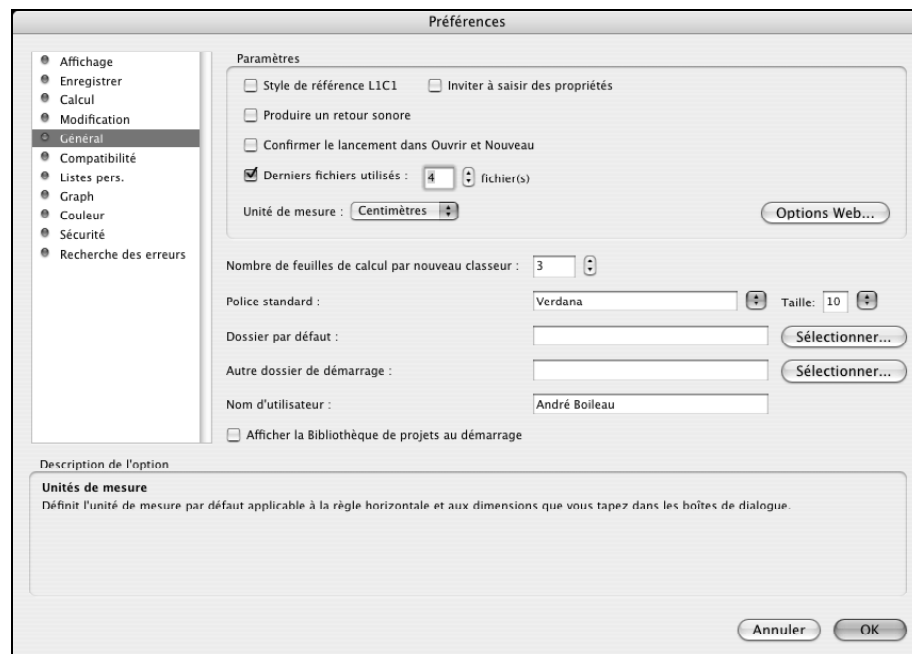 Préférences
Affichage
Enregistrer
Calcul
Modification
Général
Compatibilité
Listes pers.
Graph
Couleur
Sécurité
Recherche des erreurs
Paramètres
Style de référence L1C1 Inviter à saisir des propriétés
Produire un retour sonore
Confirmer le lancement dans Ouvrir et Nouveau
Derniers fichiers utilisés : 4 fichier(s)
Unité de mesure : Centimètres Options Web...
Nombre de feuilles de calcul par nouveau classeur : 3
Police standard : Verdana Taille: 10
Dossier par défaut : Sélectionner...
Autre dossier de démarrage : Sélectionner...
Nom d'utilisateur : André Boileau
Afficher la Bibliothèque de projets au démarrage
Description de l'option
Unités de mesure
Définit l'unité de mesure par défaut applicable à la règle horizontale et aux dimensions que vous tapez dans les boîtes de dialogue.
Annuler OK